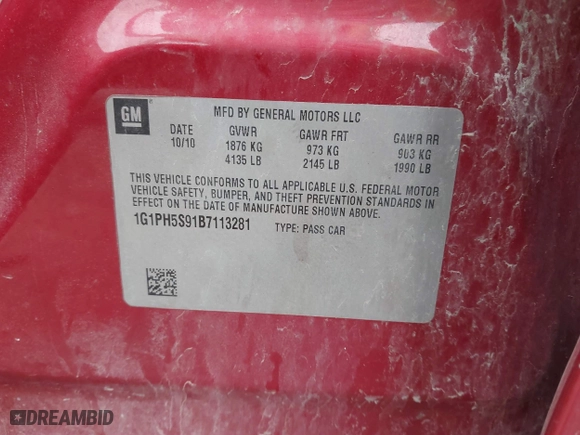 GM
MFD BY GENERAL MOTORS LLC
DATE GVWR GAWR FRT GAWR RR
10/10 1876 KG 973 KG 903 KG
4135 LB 2145 LB 1990 LB
THIS VEHICLE CONFORMS TO ALL APPLICABLE U.S. FEDERAL MOTOR
VEHICLE SAFETY, BUMPER, AND THEFT PREVENTION STANDARDS IN
EFFECT ON THE DATE OF MANUFACTURE SHOWN ABOVE.
1G1PH5S91B7113281 TYPE: PASS CAR
DREAMBID